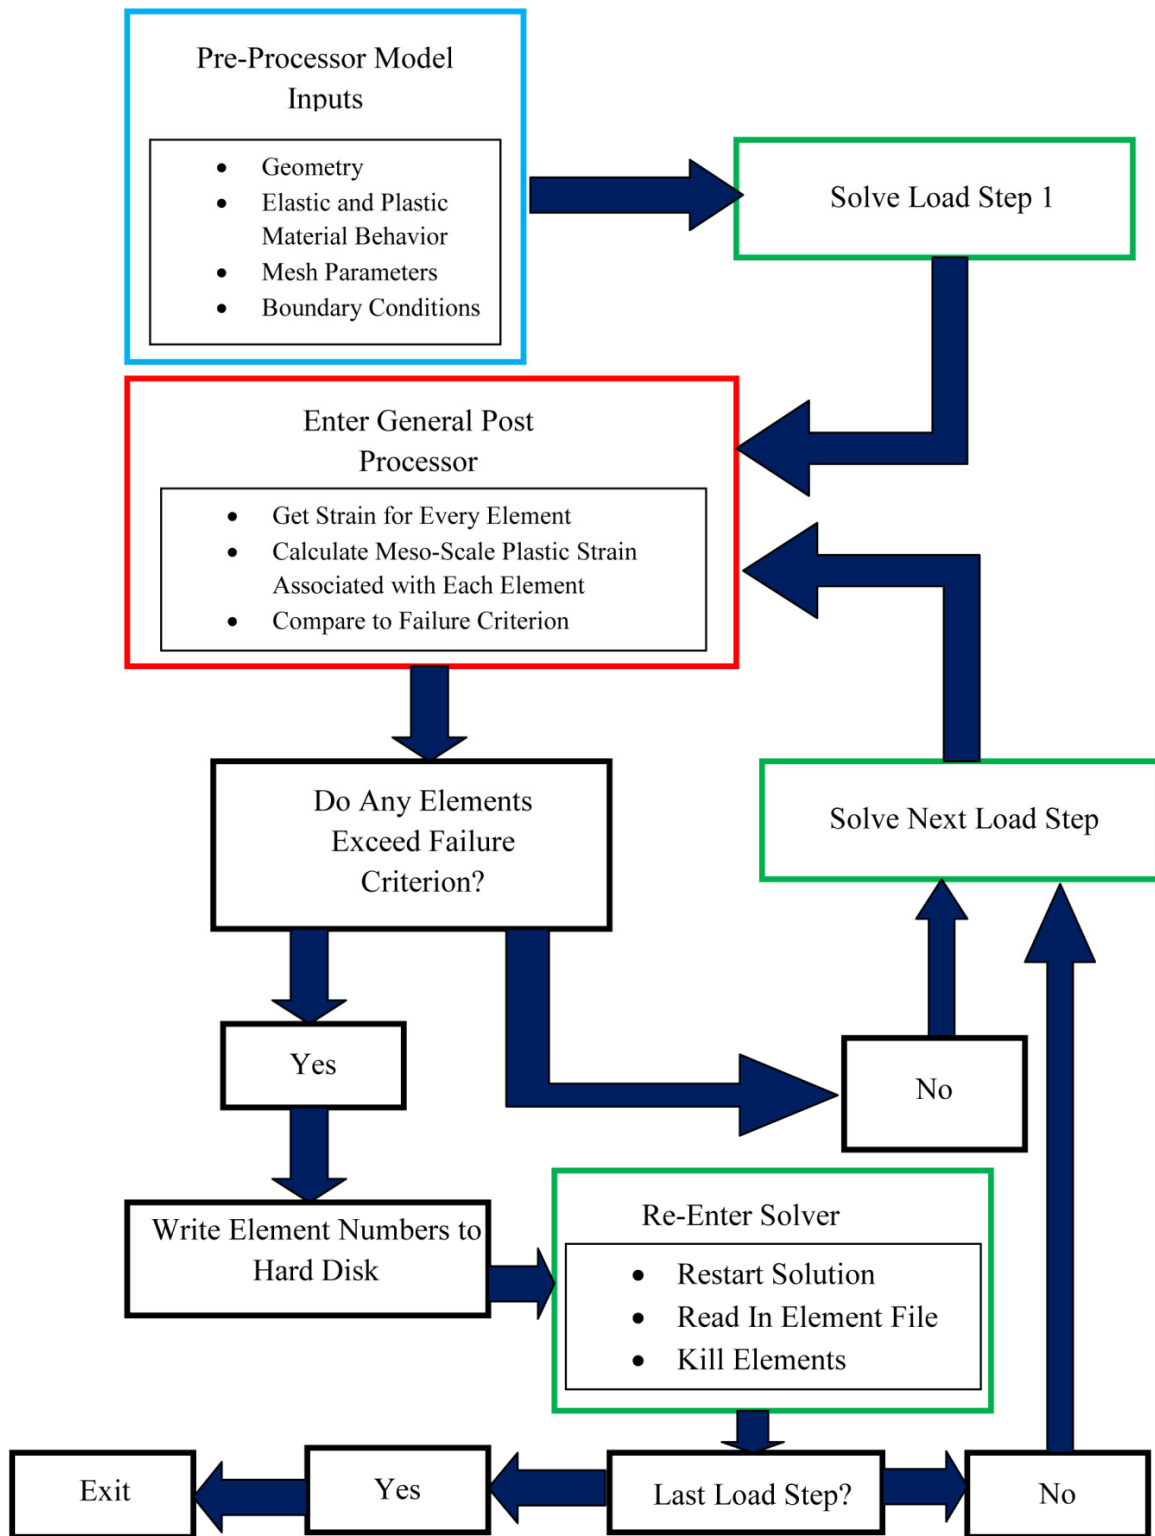 Pre-Processor Model
Inputs
• Geometry
• Elastic and Plastic
Material Behavior
• Mesh Parameters
• Boundary Conditions
Solve Load Step 1
Enter General Post
Processor
• Get Strain for Every Element
• Calculate Meso-Scale Plastic Strain
Associated with Each Element
• Compare to Failure Criterion
Do Any Elements
Exceed Failure
Criterion?
Solve Next Load Step
Yes
No
Write Element Numbers to
Hard Disk
Re-Enter Solver
• Restart Solution
• Read In Element File
• Kill Elements
Exit
Yes
Last Load Step?
No